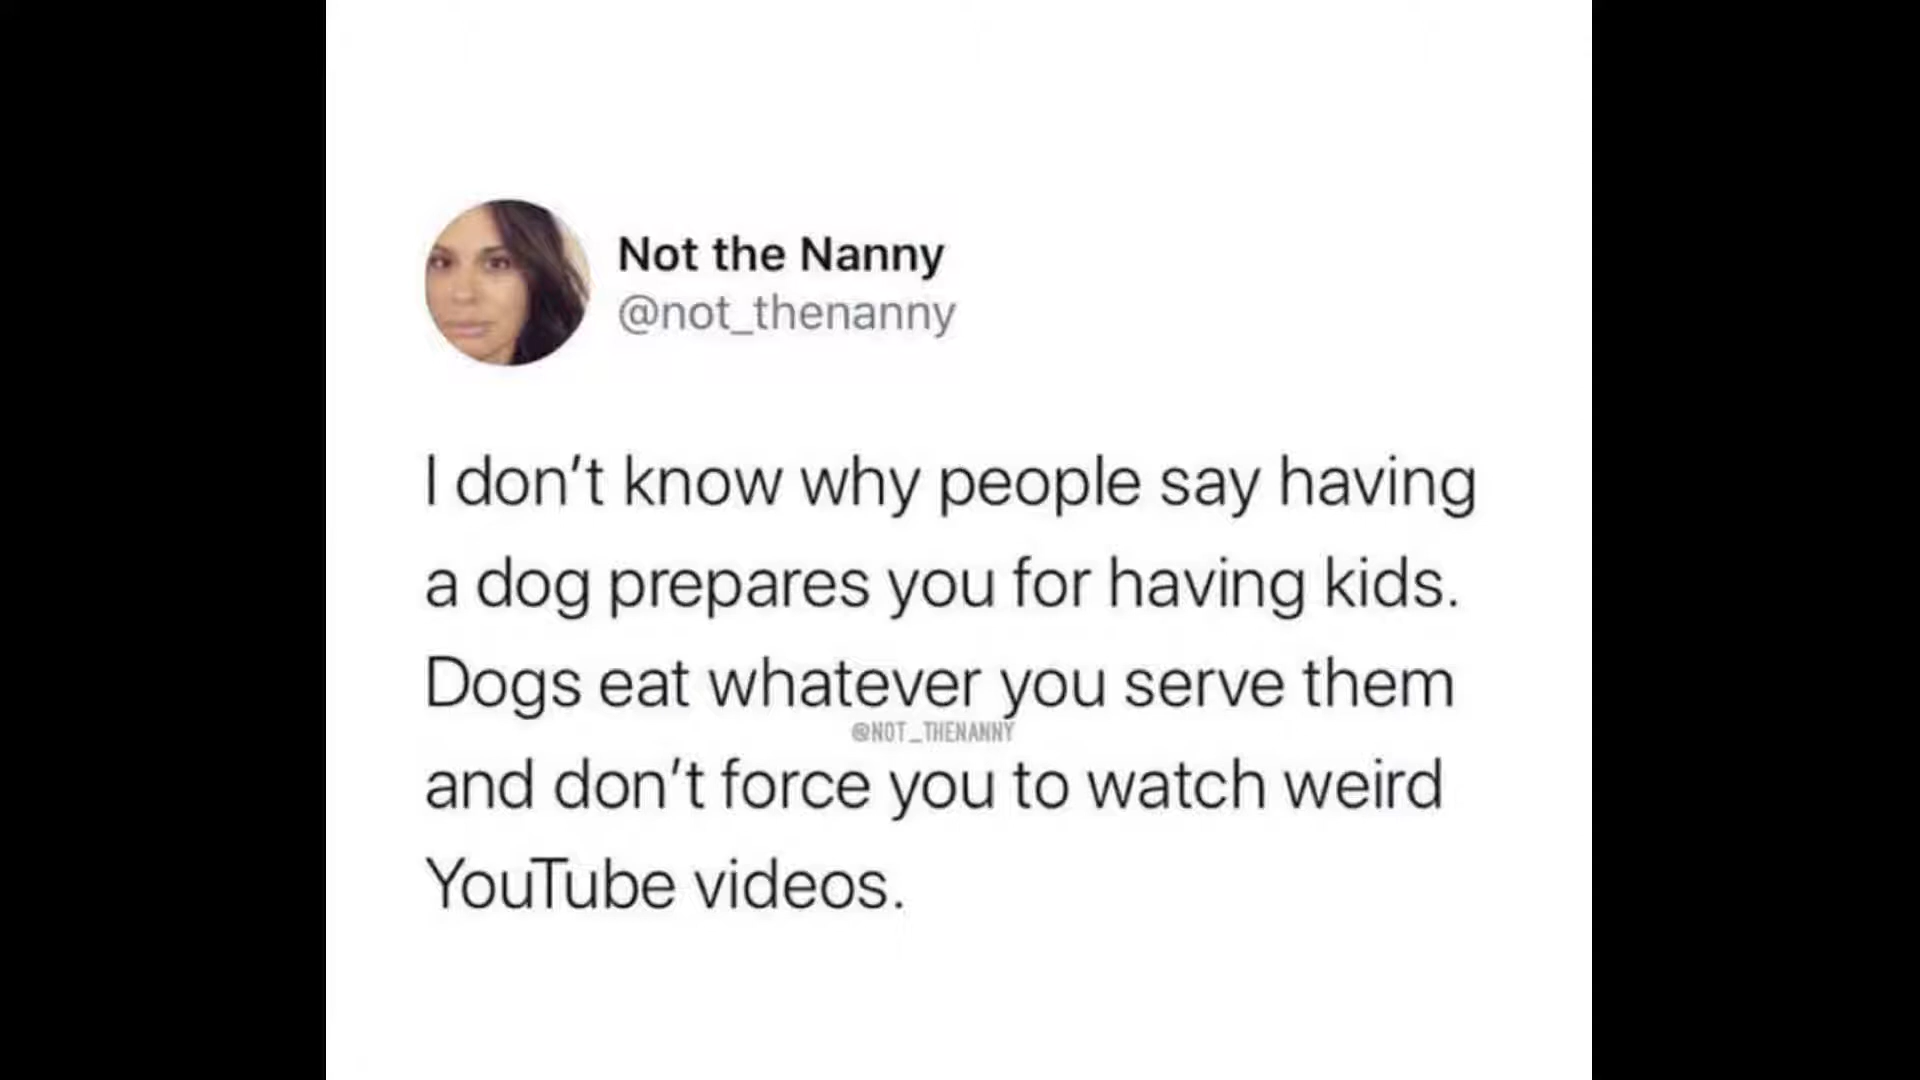 Not the Nanny
@not_thenanny
I don’t know why people say having
a dog prepares you for having kids.
Dogs eat whatever you serve them
@NOT_THENANNY
and don’t force you to watch weird
YouTube videos.